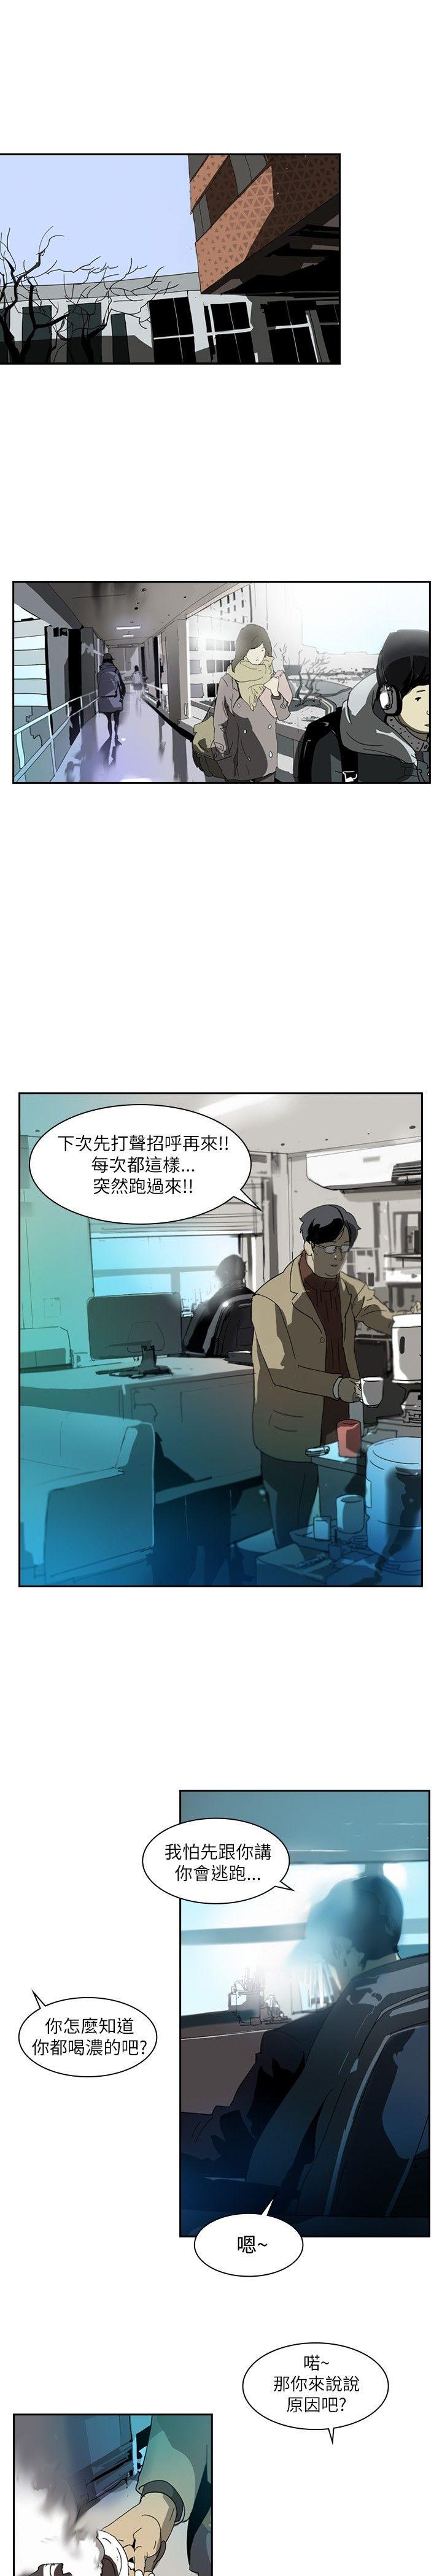 下次先打聲招呼再來!!
每次都這樣...
突然跑過來!!
我怕先跟你講
你會逃跑...
你怎麼知道
你都喝濃的吧?
嗯~
喏~
那你來說說
原因吧?